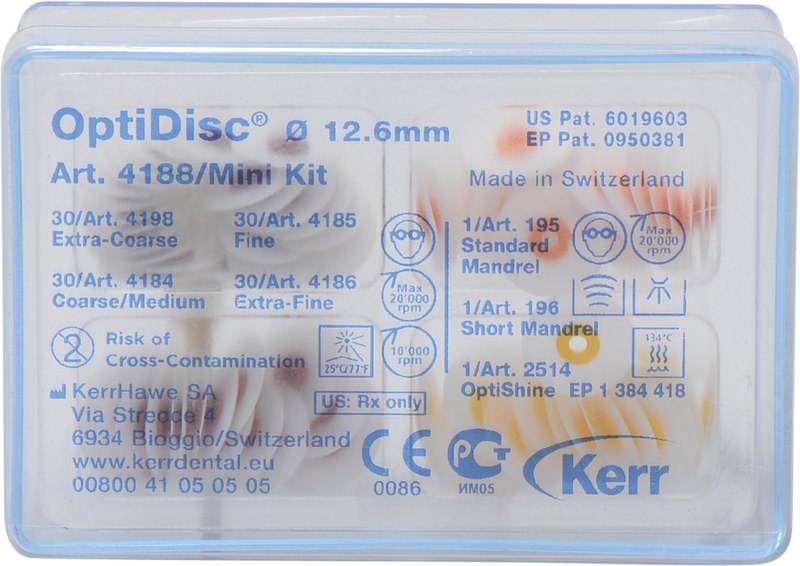 OptiDisc® Ø 12.6mm
Art. 4188/Mini Kit
US Pat. 6019603
EP Pat. 0950381
Made in Switzerland
30/Art. 4198
Extra-Coarse
30/Art. 4185
Fine
30/Art. 4184
Coarse/Medium
30/Art. 4186
Extra-Fine
Max
20'000
rpm
10'000
rpm
2
Risk of
Cross-Contamination
25°C/77°F
KerrHawe SA
Via Strecce 4
6934 Bioggio/Switzerland
www.kerrdental.eu
00800 41 05 05 05
US: Rx only
1/Art. 195
Standard
Mandrel
Max
20'000
rpm
1/Art. 196
Short Mandrel
1/Art. 2514
OptiShine EP 1 384 418
134°C
CE
0086
РСТ
ИМ05
Kerr